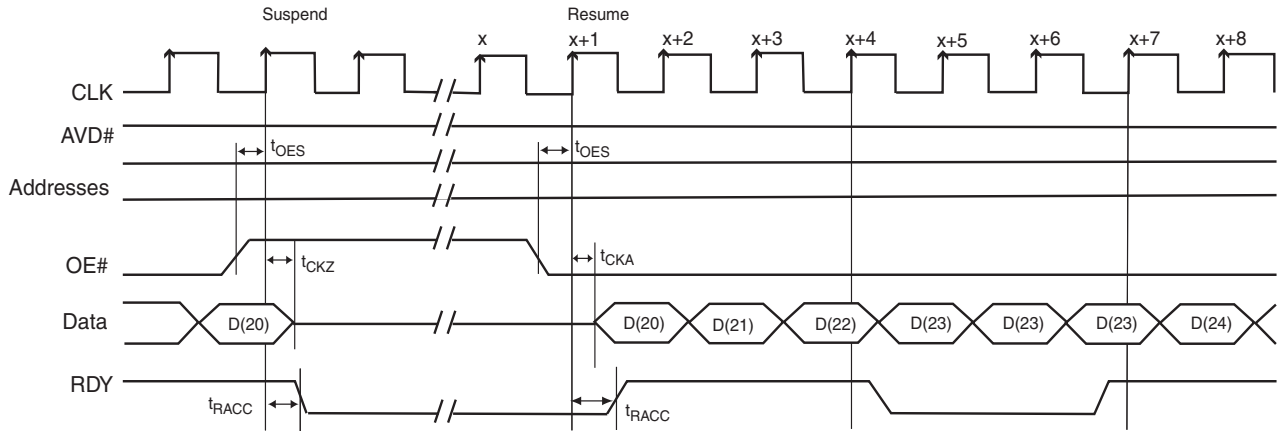 Suspend Resume
x x+1 x+2 x+3 x+4 x+5 x+6 x+7 x+8
CLK
AVD#
tOES tOES
Addresses
OE#
tCKZ tCKA
Data D(20) D(20) D(21) D(22) D(23) D(23) D(23) D(24)
RDY
tRACC tRACC